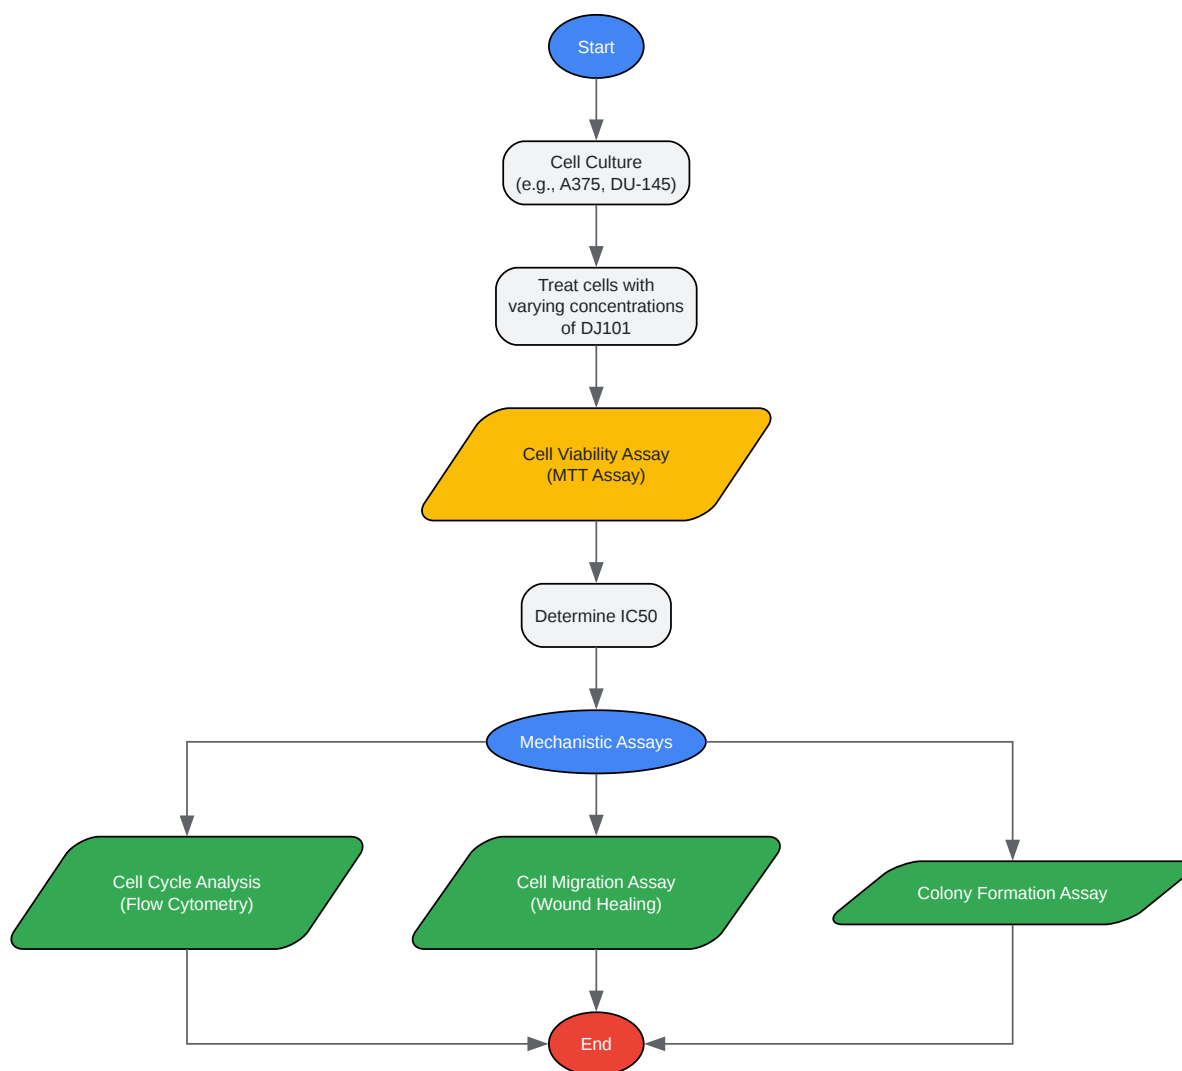 Start
Cell Culture
(e.g., A375, DU-145)
Treat cells with
varying concentrations
of DJ101
Cell Viability Assay
(MTT Assay)
Determine IC50
Mechanistic Assays
Cell Cycle Analysis
(Flow Cytometry)
Cell Migration Assay
(Wound Healing)
Colony Formation Assay
End